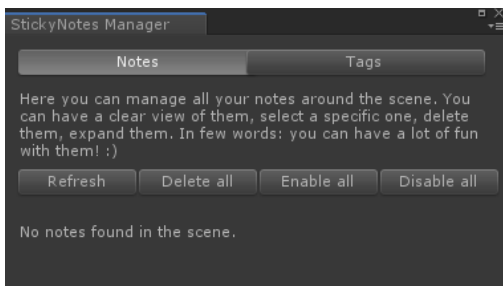 StickyNotes Manager
Notes Tags
Here you can manage all your notes around the scene. You
can have a clear view of them, select a specific one, delete
them, expand them. In few words: you can have a lot of fun
with them! :)
Refresh Delete all Enable all Disable all
No notes found in the scene.